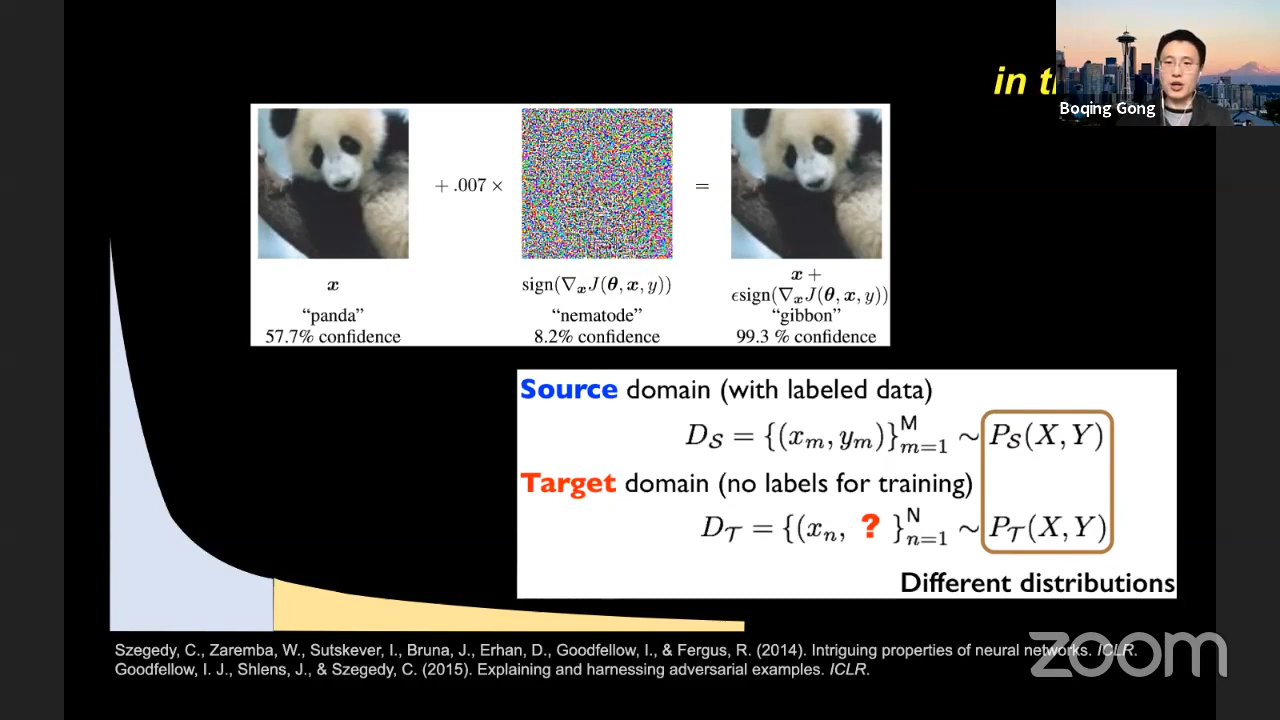 in t
Boqing Gong
+ .007 ×
=
x
sign(∇ₓJ(θ, x, y))
x +
ϵsign(∇ₓJ(θ, x, y))
“panda”
“nematode”
“gibbon”
57.7% confidence
8.2% confidence
99.3 % confidence
Source domain (with labeled data)
D_S = {(x_m, y_m)}_{m=1}^M ∼ P_S(X, Y)
Target domain (no labels for training)
D_T = {(x_n, ? }_{n=1}^N ∼ P_T(X, Y)
Different distributions
Szegedy, C., Zaremba, W., Sutskever, I., Bruna, J., Erhan, D., Goodfellow, I., & Fergus, R. (2014). Intriguing properties of neural networks. ICLR.
Goodfellow, I. J., Shlens, J., & Szegedy, C. (2015). Explaining and harnessing adversarial examples. ICLR.
zoom